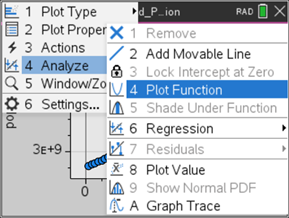 1 Plot Type
d_P...ion RAD
2 Plot Proper
3 Actions
4 Analyze
5 Window/Zo
6 Settings...
1 Remove
2 Add Movable Line
3 Lock Intercept at Zero
4 Plot Function
5 Shade Under Function
6 Regression
7 Residuals
8 Plot Value
9 Show Normal PDF
A Graph Trace
3E+9
0